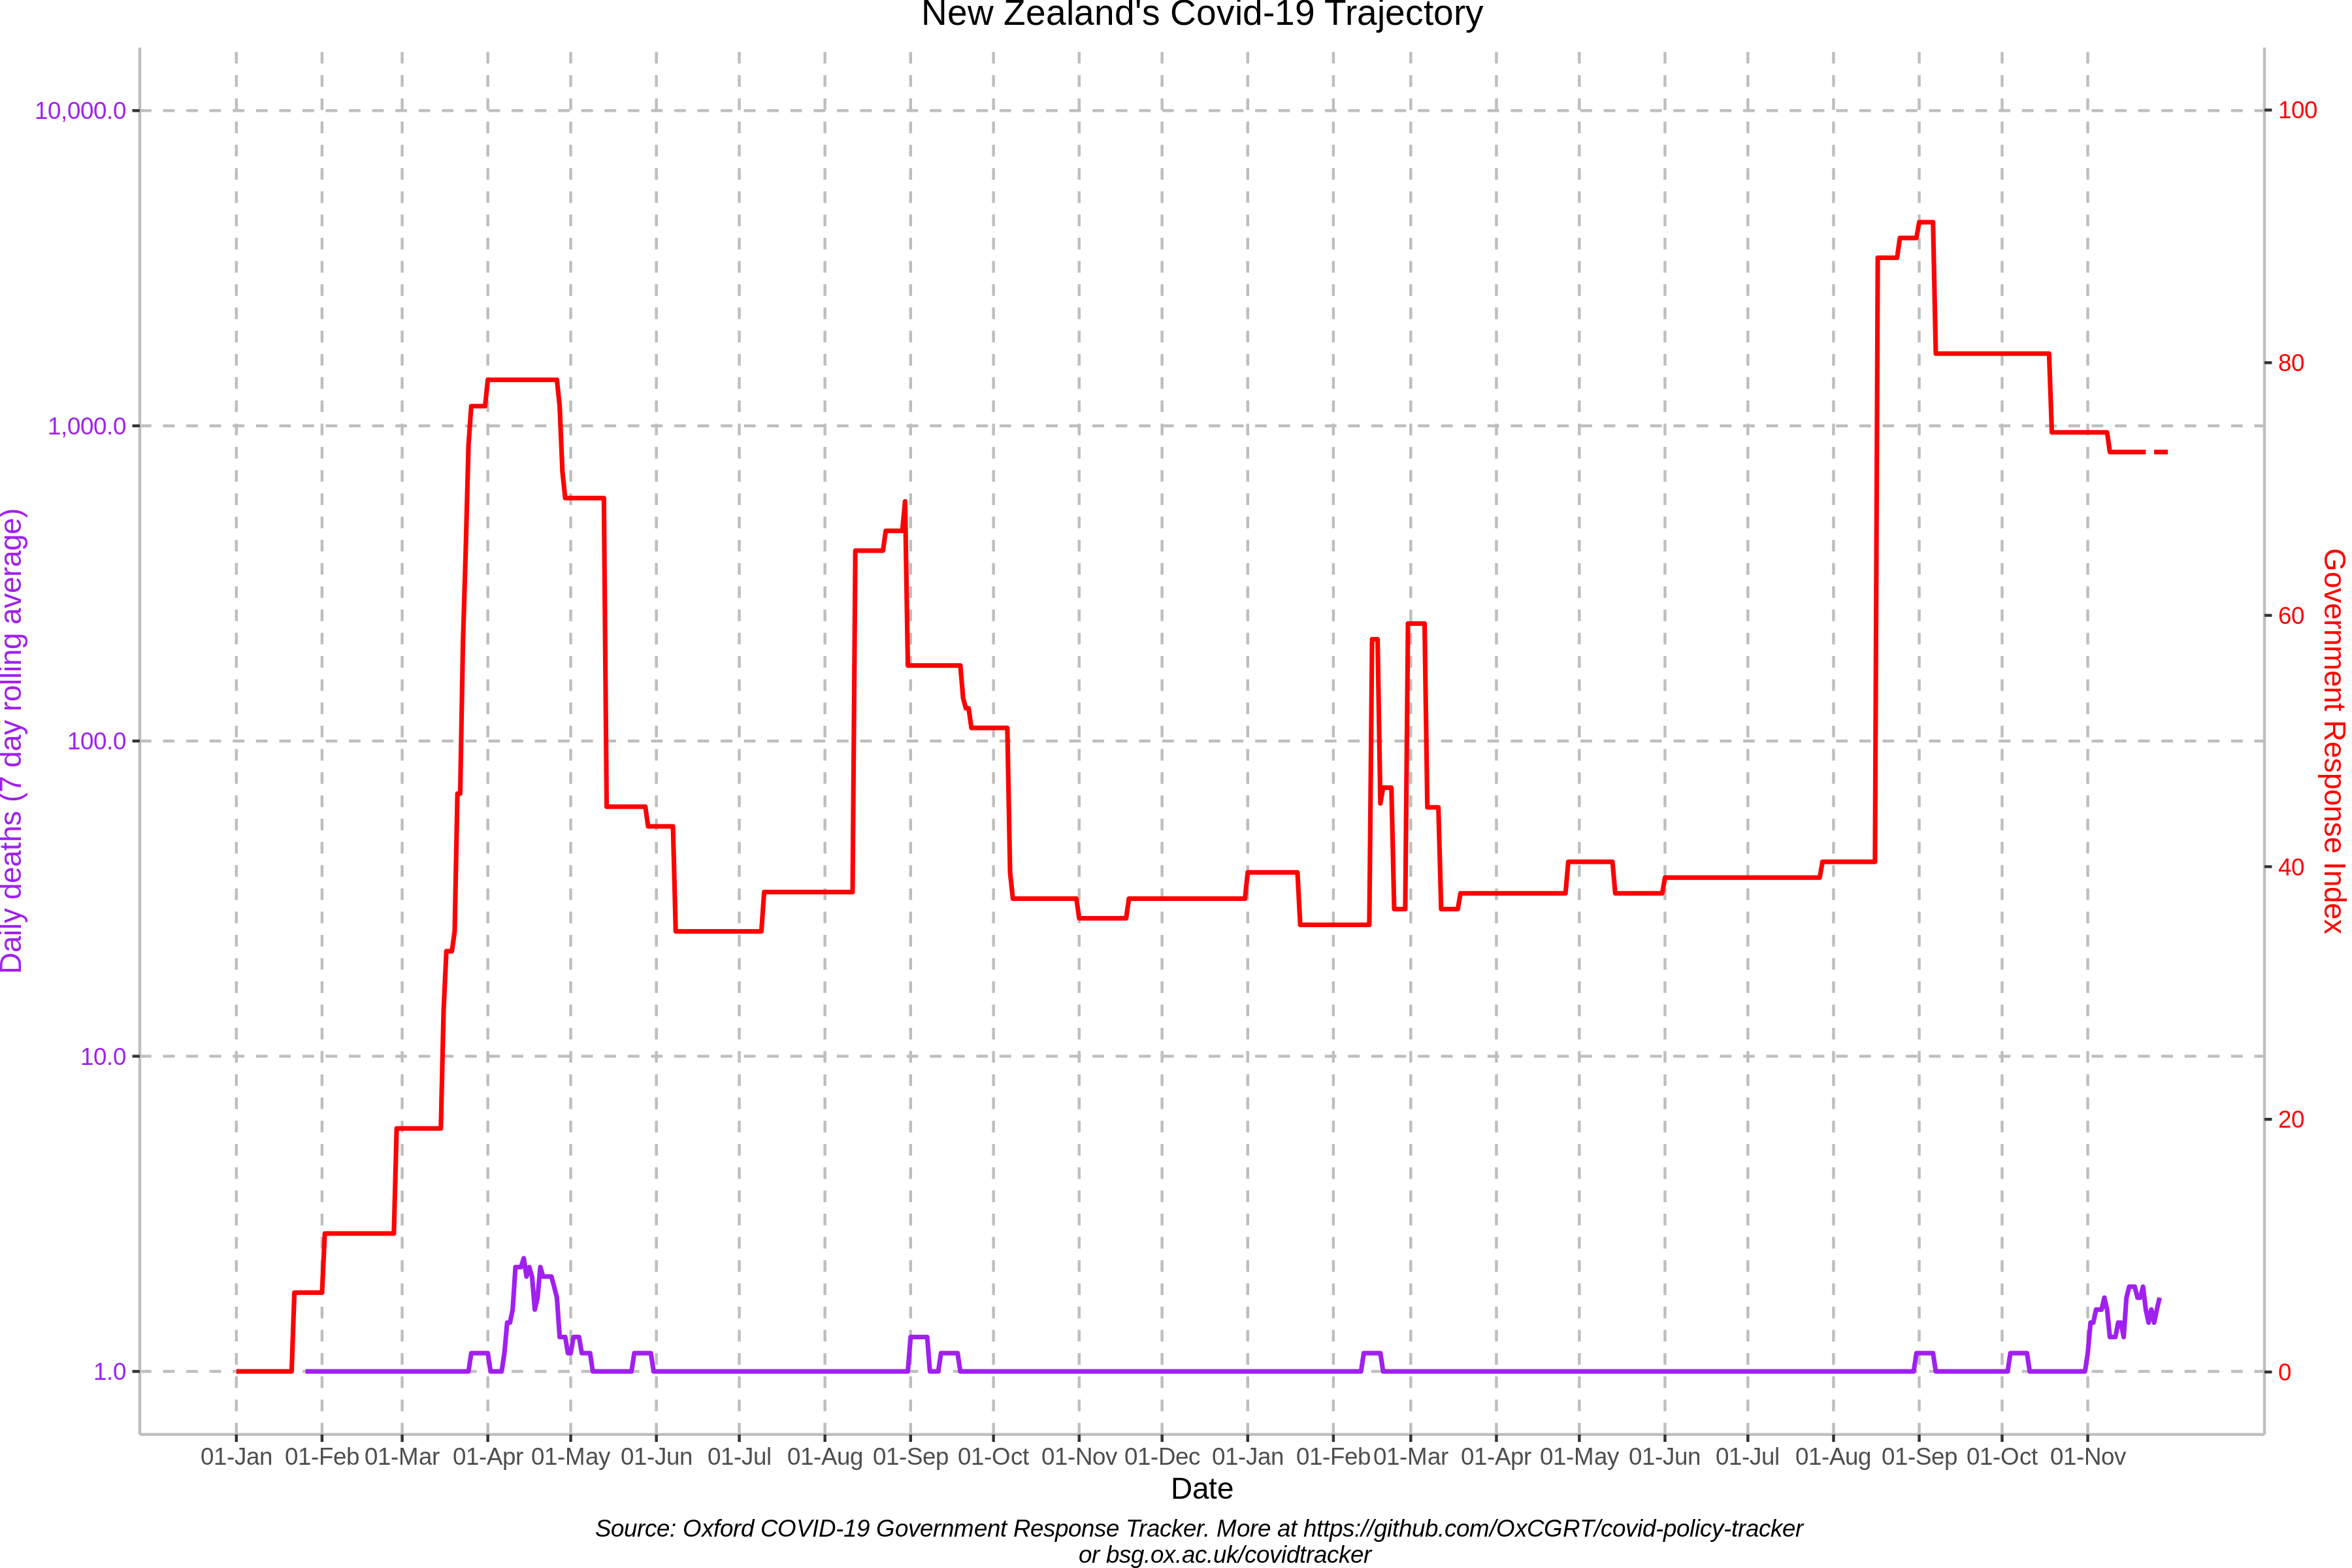 New Zealand's Covid-19 Trajectory
10,000.0
1,000.0
100.0
10.0
1.0
Daily deaths (7 day rolling average)
100
80
60
40
20
0
Government Response Index
01-Jan 01-Feb 01-Mar 01-Apr 01-May 01-Jun 01-Jul 01-Aug 01-Sep 01-Oct 01-Nov 01-Dec 01-Jan 01-Feb 01-Mar 01-Apr 01-May 01-Jun 01-Jul 01-Aug 01-Sep 01-Oct 01-Nov
Date
Source: Oxford COVID-19 Government Response Tracker. More at https://github.com/OxCGRT/covid-policy-tracker
or bsg.ox.ac.uk/covidtracker